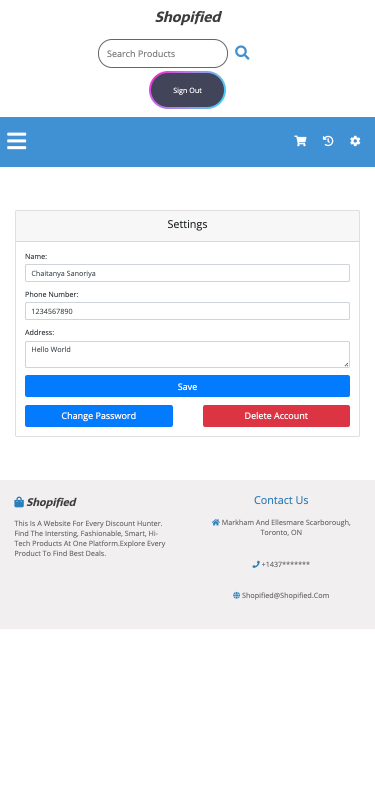 Shopified
Search Products
Sign Out
Settings
Name:
Chaitanya Sanoriya
Phone Number:
1234567890
Address:
Hello World
Save
Change Password
Delete Account
Shopified
This Is A Website For Every Discount Hunter.
Find The Intersting, Fashionable, Smart, Hi-
Tech Products At One Platform.Explore Every
Product To Find Best Deals.
Contact Us
Markham And Ellesmare Scarborough,
Toronto, ON
+1437*******
Shopified@Shopified.Com